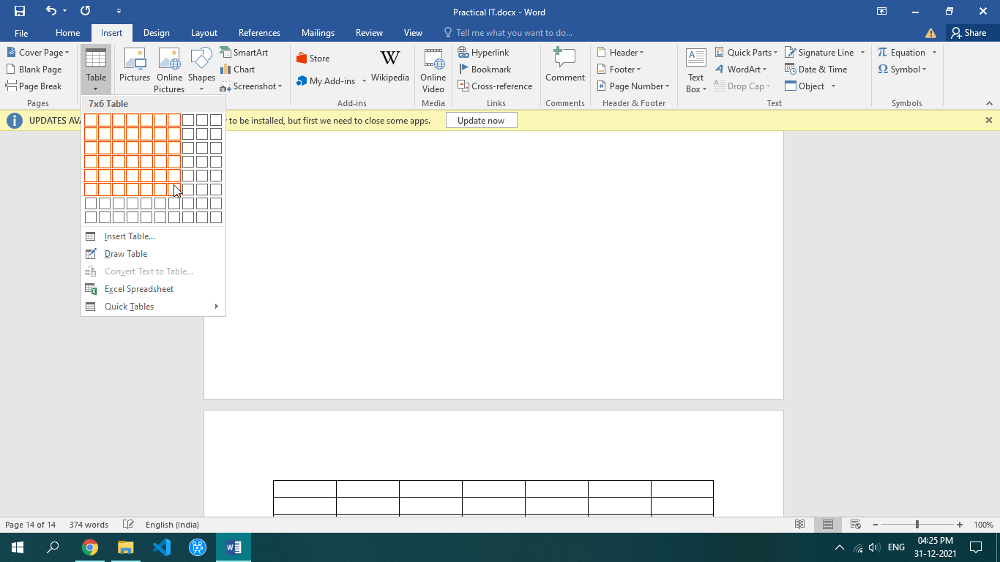 Practical IT.docx - Word
File Home Insert Design Layout References Mailings Review View Tell me what you want to do... Share
Cover Page
Blank Page
Page Break
Pages
Table
Pictures
Online
Pictures
Shapes
SmartArt
Chart
Screenshot
Store
My Add-ins
W
Wikipedia
Add-ins
Online
Video
Media
Hyperlink
Bookmark
Cross-reference
Links
Comment
Comments
Header
Footer
Page Number
# 
Header & Footer
A
Text
Box
Quick Parts
WordArt
Drop Cap
Signature Line
Date & Time
Object
Text
π Equation
Ω Symbol
Symbols
7x6 Table
UPDATES AVA
y to be installed, but first we need to close some apps. Update now
Insert Table...
Draw Table
Convert Text to Table...
Excel Spreadsheet
Quick Tables
Page 14 of 14 374 words English (India) 100%
ENG
04:25 PM
31-12-2021